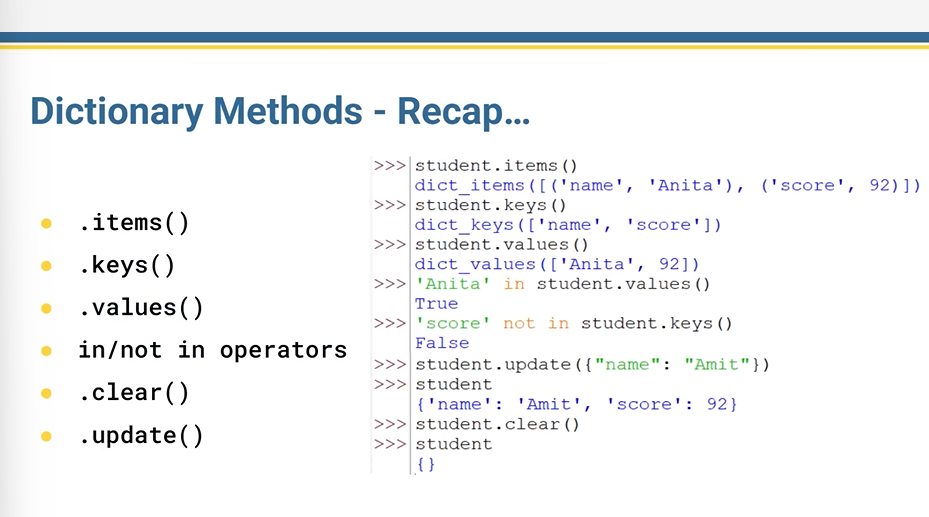 Dictionary Methods - Recap...
.items()
.keys()
.values()
in/not in operators
.clear()
.update()
>>> student.items()
dict_items([('name', 'Anita'), ('score', 92)])
>>> student.keys()
dict_keys(['name', 'score'])
>>> student.values()
dict_values(['Anita', 92])
>>> 'Anita' in student.values()
True
>>> 'score' not in student.keys()
False
>>> student.update({"name": "Amit"})
>>> student
{'name': 'Amit', 'score': 92}
>>> student.clear()
>>> student
{}